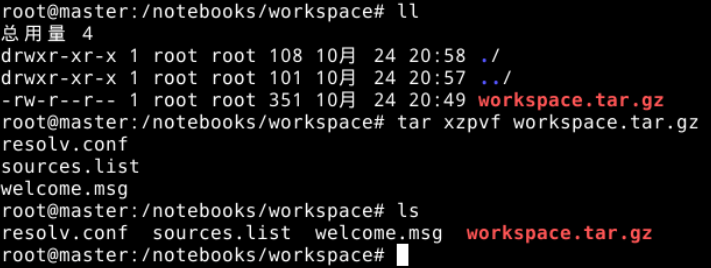 root@master:/notebooks/workspace# ll
总用量 4
drwxr-xr-x 1 root root 108 10月 24 20:58 ./
drwxr-xr-x 1 root root 101 10月 24 20:57 ../
-rw-r--r-- 1 root root 351 10月 24 20:49 workspace.tar.gz
root@master:/notebooks/workspace# tar xzpvf workspace.tar.gz
resolv.conf
sources.list
welcome.msg
root@master:/notebooks/workspace# ls
resolv.conf  sources.list  welcome.msg  workspace.tar.gz
root@master:/notebooks/workspace#